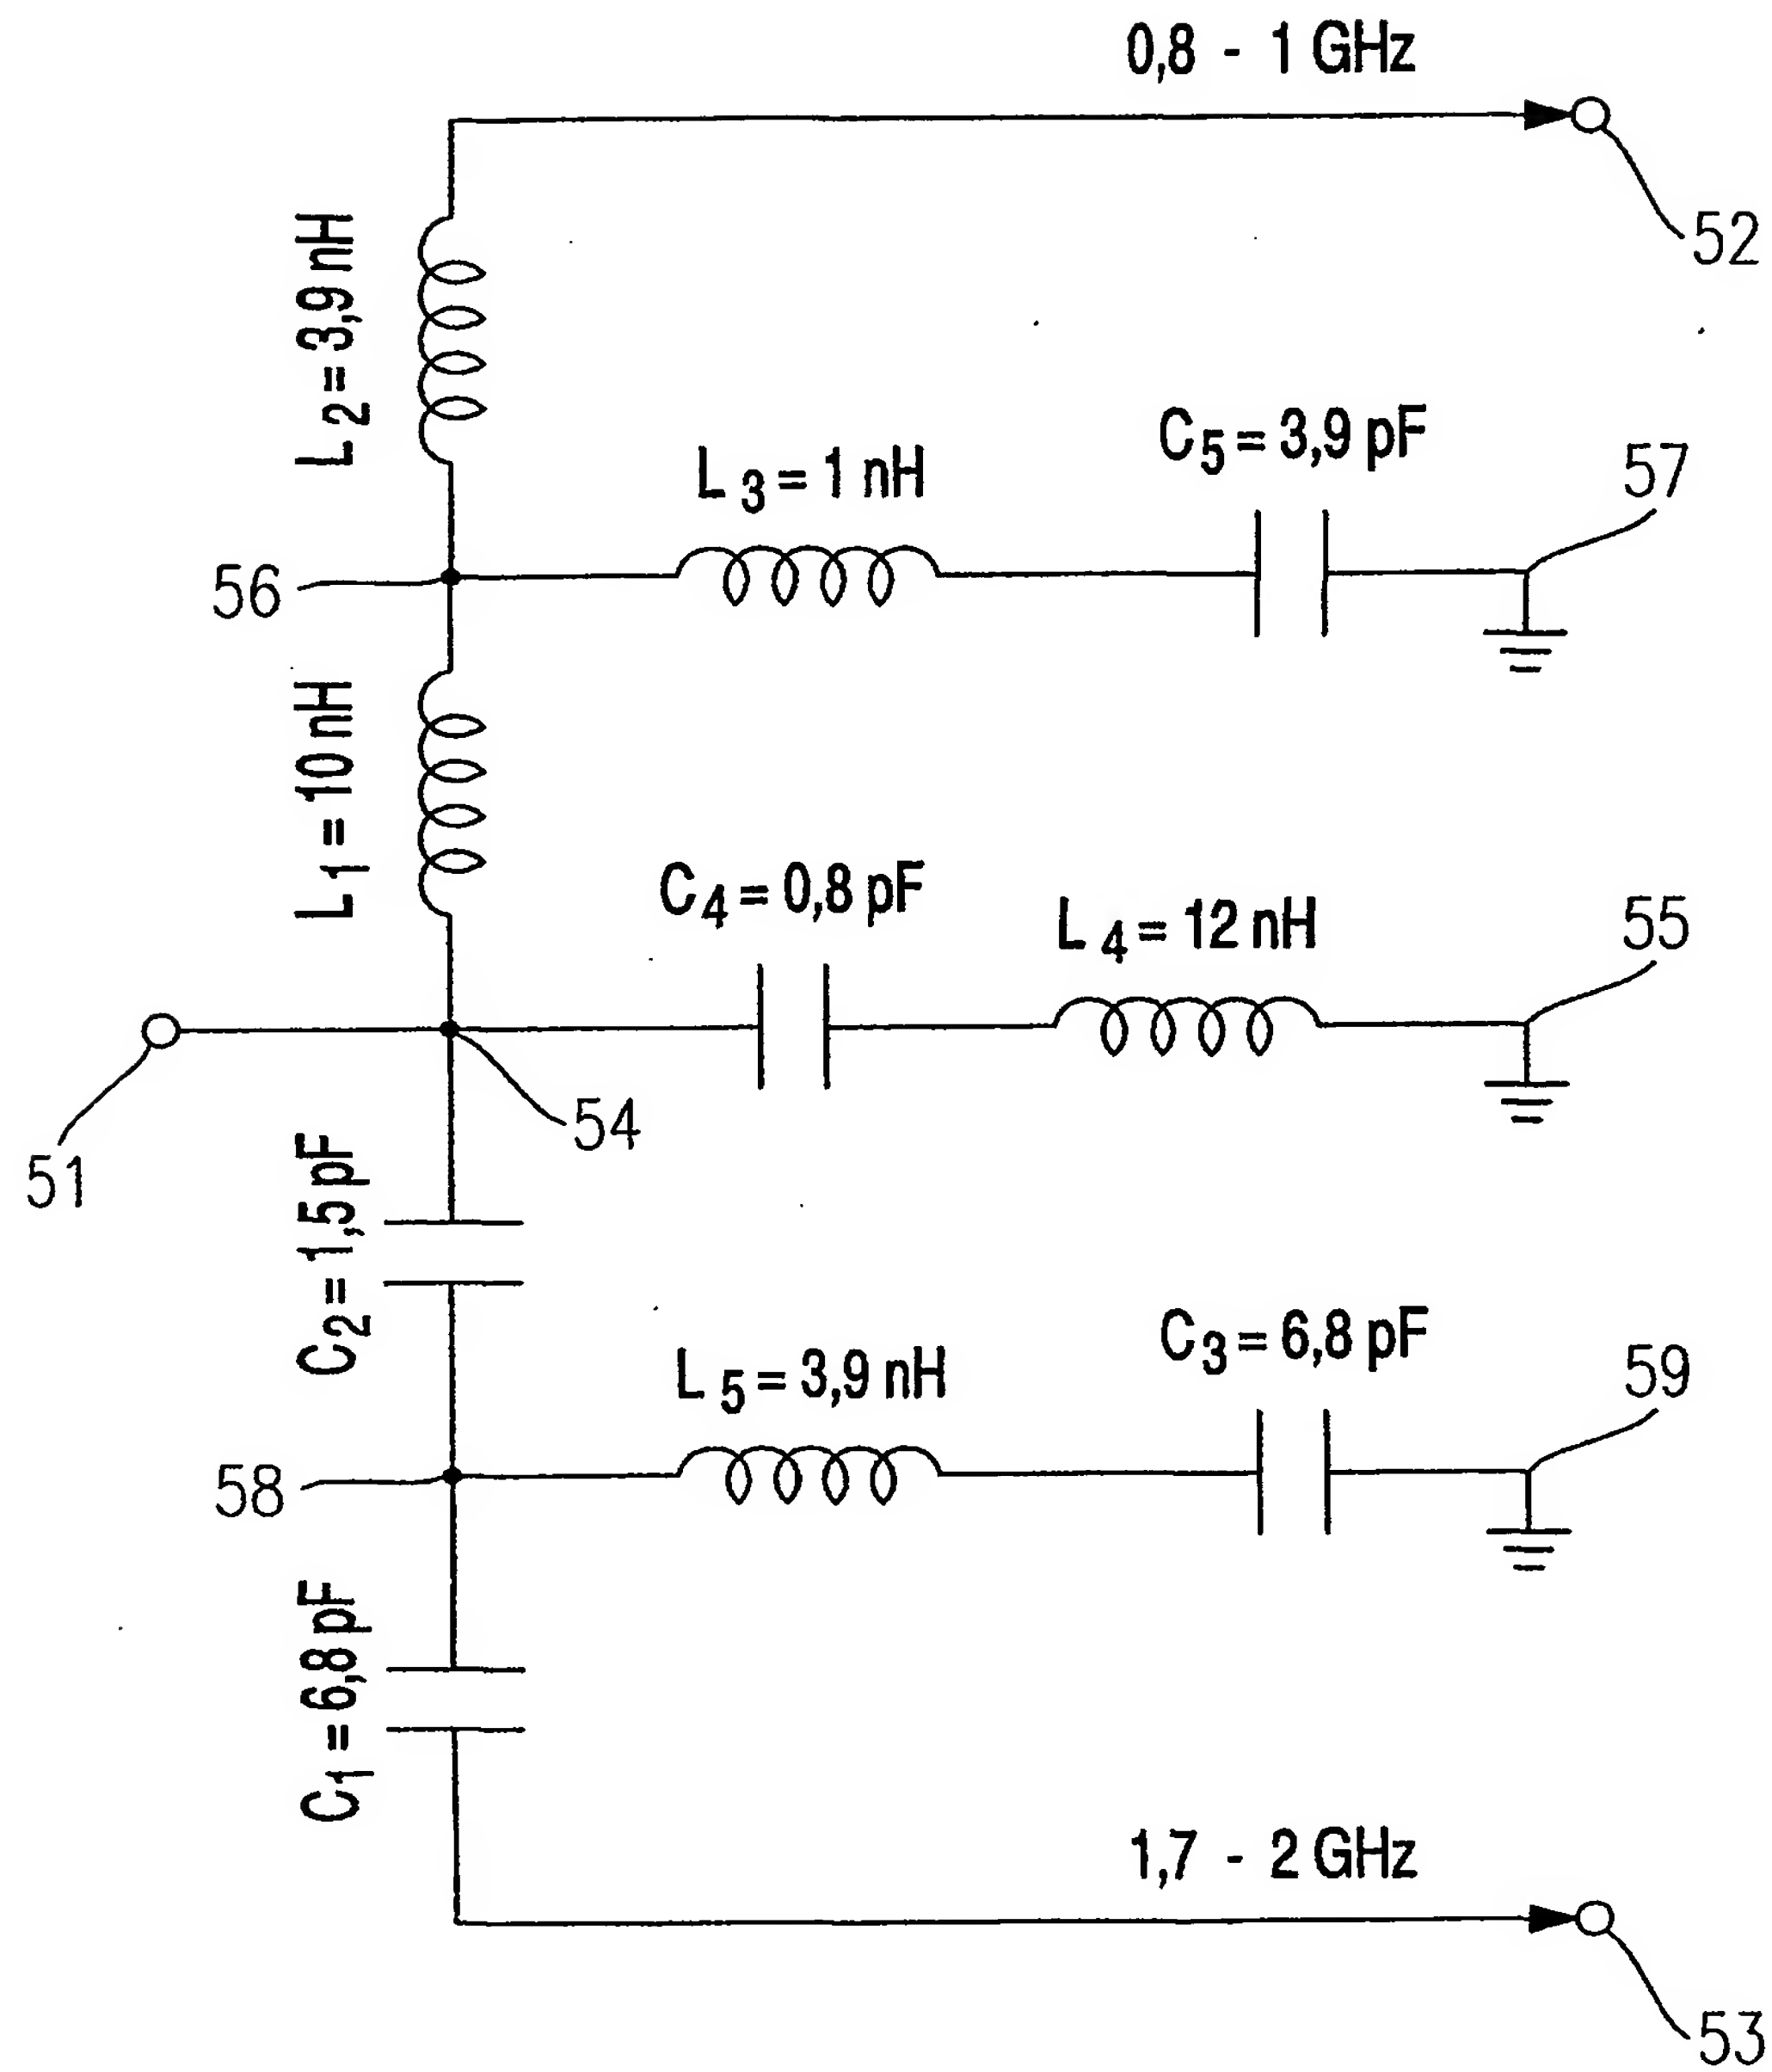 0,8 - 1 GHz
52
L2 = 3,9 nH
C5 = 3,9 pF
L3 = 1 nH
57
56
L1 = 10 nH
C4 = 0,8 pF
L4 = 12 nH
55
54
51
C2 = 1,5 pF
C3 = 6,8 pF
L5 = 3,9 nH
59
58
C1 = 6,8 pF
1,7 - 2 GHz
53